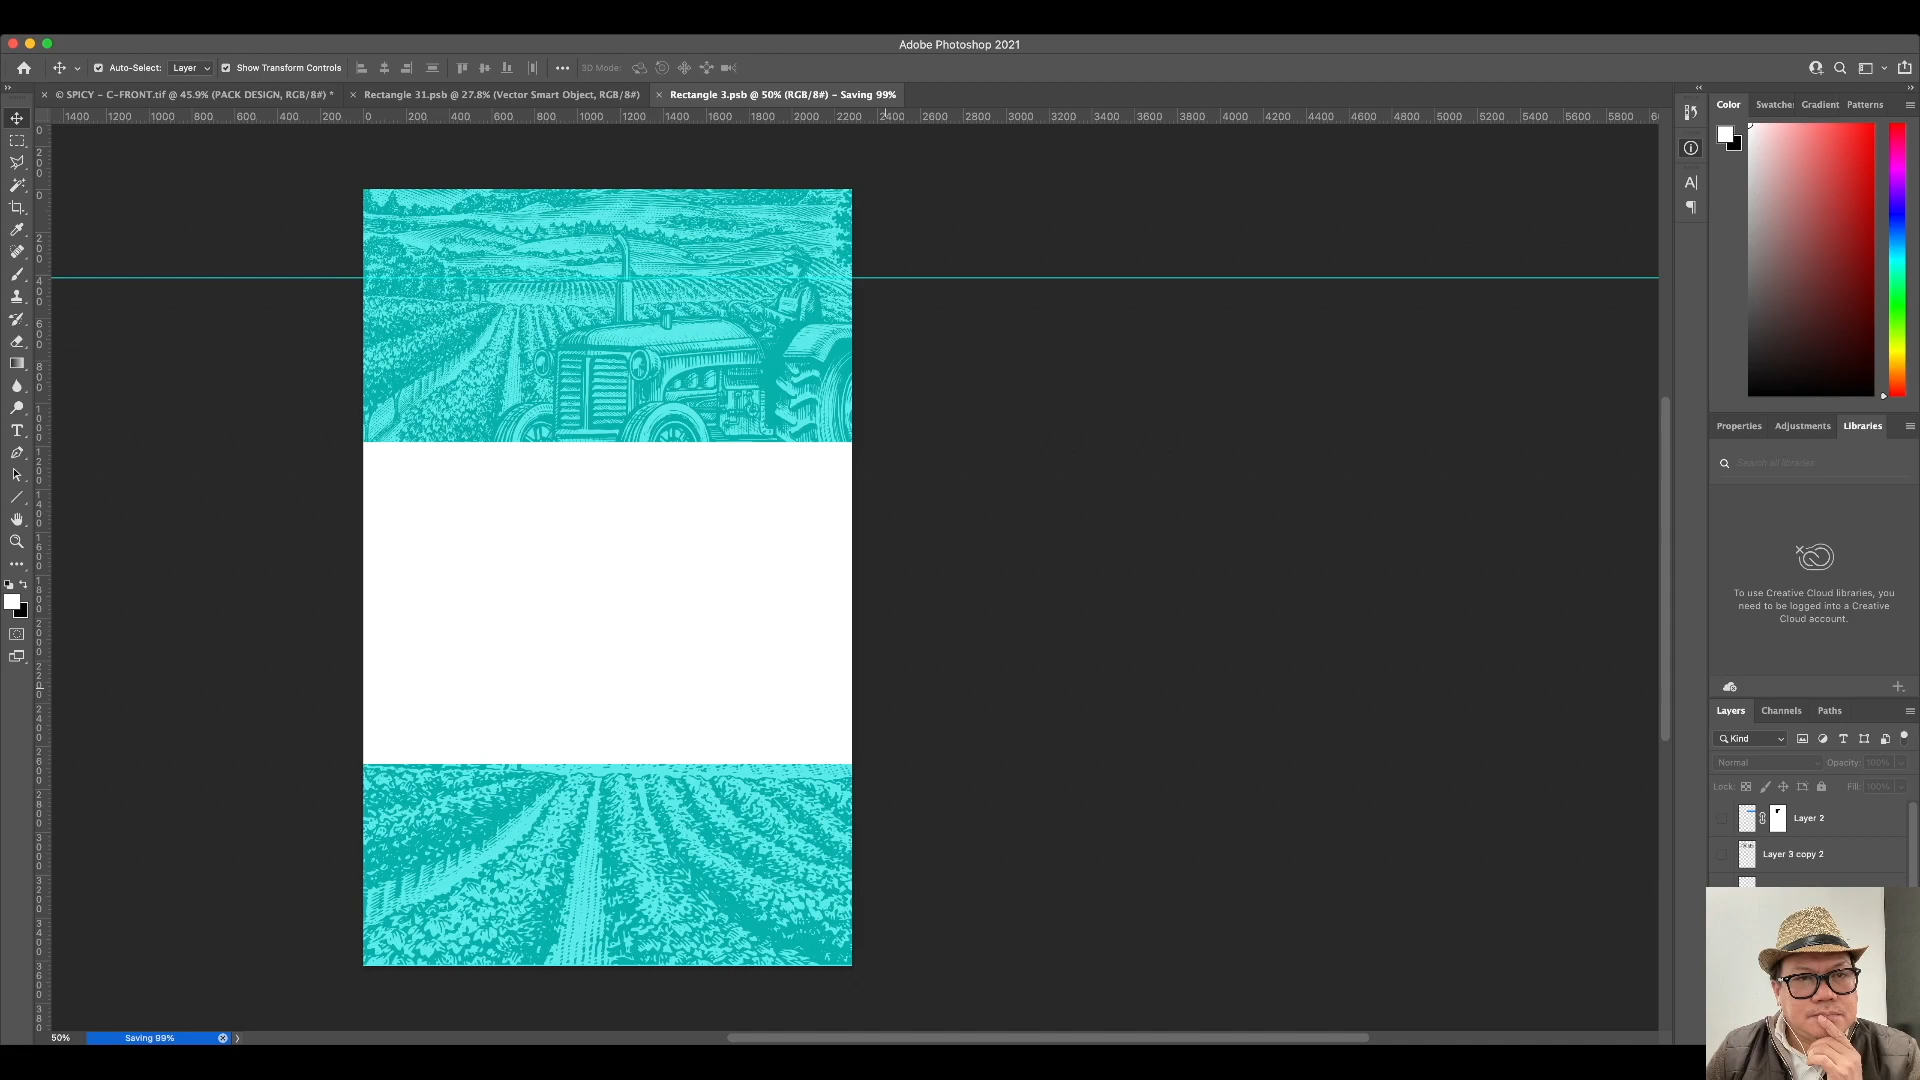 Adobe Photoshop 2021
Auto-Select: Layer Show Transform Controls 3D Mode:
© SPICY - C-FRONT.tif @ 45.9% (PACK DESIGN, RGB/8#) * Rectangle 31.psb @ 27.8% (Vector Smart Object, RGB/8#) Rectangle 3.psb @ 50% (RGB/8#) - Saving 99%
1400 1200 1000 800 600 400 200 0 200 400 600 800 1000 1200 1400 1600 1800 2000 2200 2400 2600 2800 3000 3200 3400 3600 3800 4000 4200 4400 4600 4800 5000 5200 5400 5600 5800
Color Swatches Gradient Patterns
Properties Adjustments Libraries
Search all libraries
To use Creative Cloud libraries, you
need to be logged into a Creative
Cloud account.
Layers Channels Paths
Kind
Normal Opacity: 100%
Lock: Fill: 100%
Layer 2
Layer 3 copy 2
50% Saving 99%